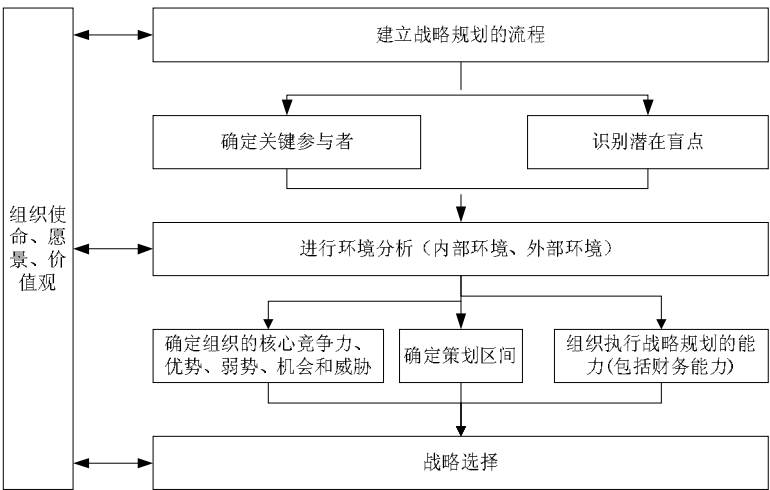 建立战略规划的流程
确定关键参与者
识别潜在盲点
组织使
命、愿
景、价
值观
进行环境分析（内部环境、外部环境）
确定组织的核心竞争力、
优势、弱势、机会和威胁
确定策划区间
组织执行战略规划的能
力(包括财务能力)
战略选择